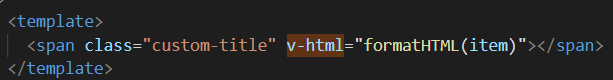 <template>
<span class="custom-title" v-html="formatHTML(item)"></span>
</template>